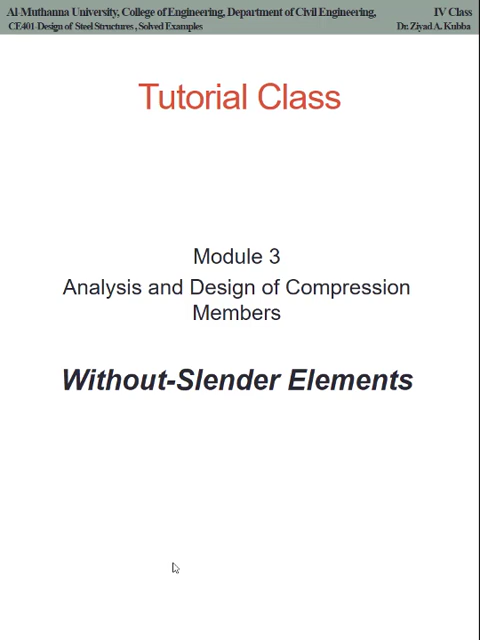 Al-Muthanna University, College of Engineering, Department of Civil Engineering, IV Class
CE401-Design of Steel Structures, Solved Examples Dr. Ziyad A. Kubba
Tutorial Class
Module 3
Analysis and Design of Compression
Members
Without-Slender Elements